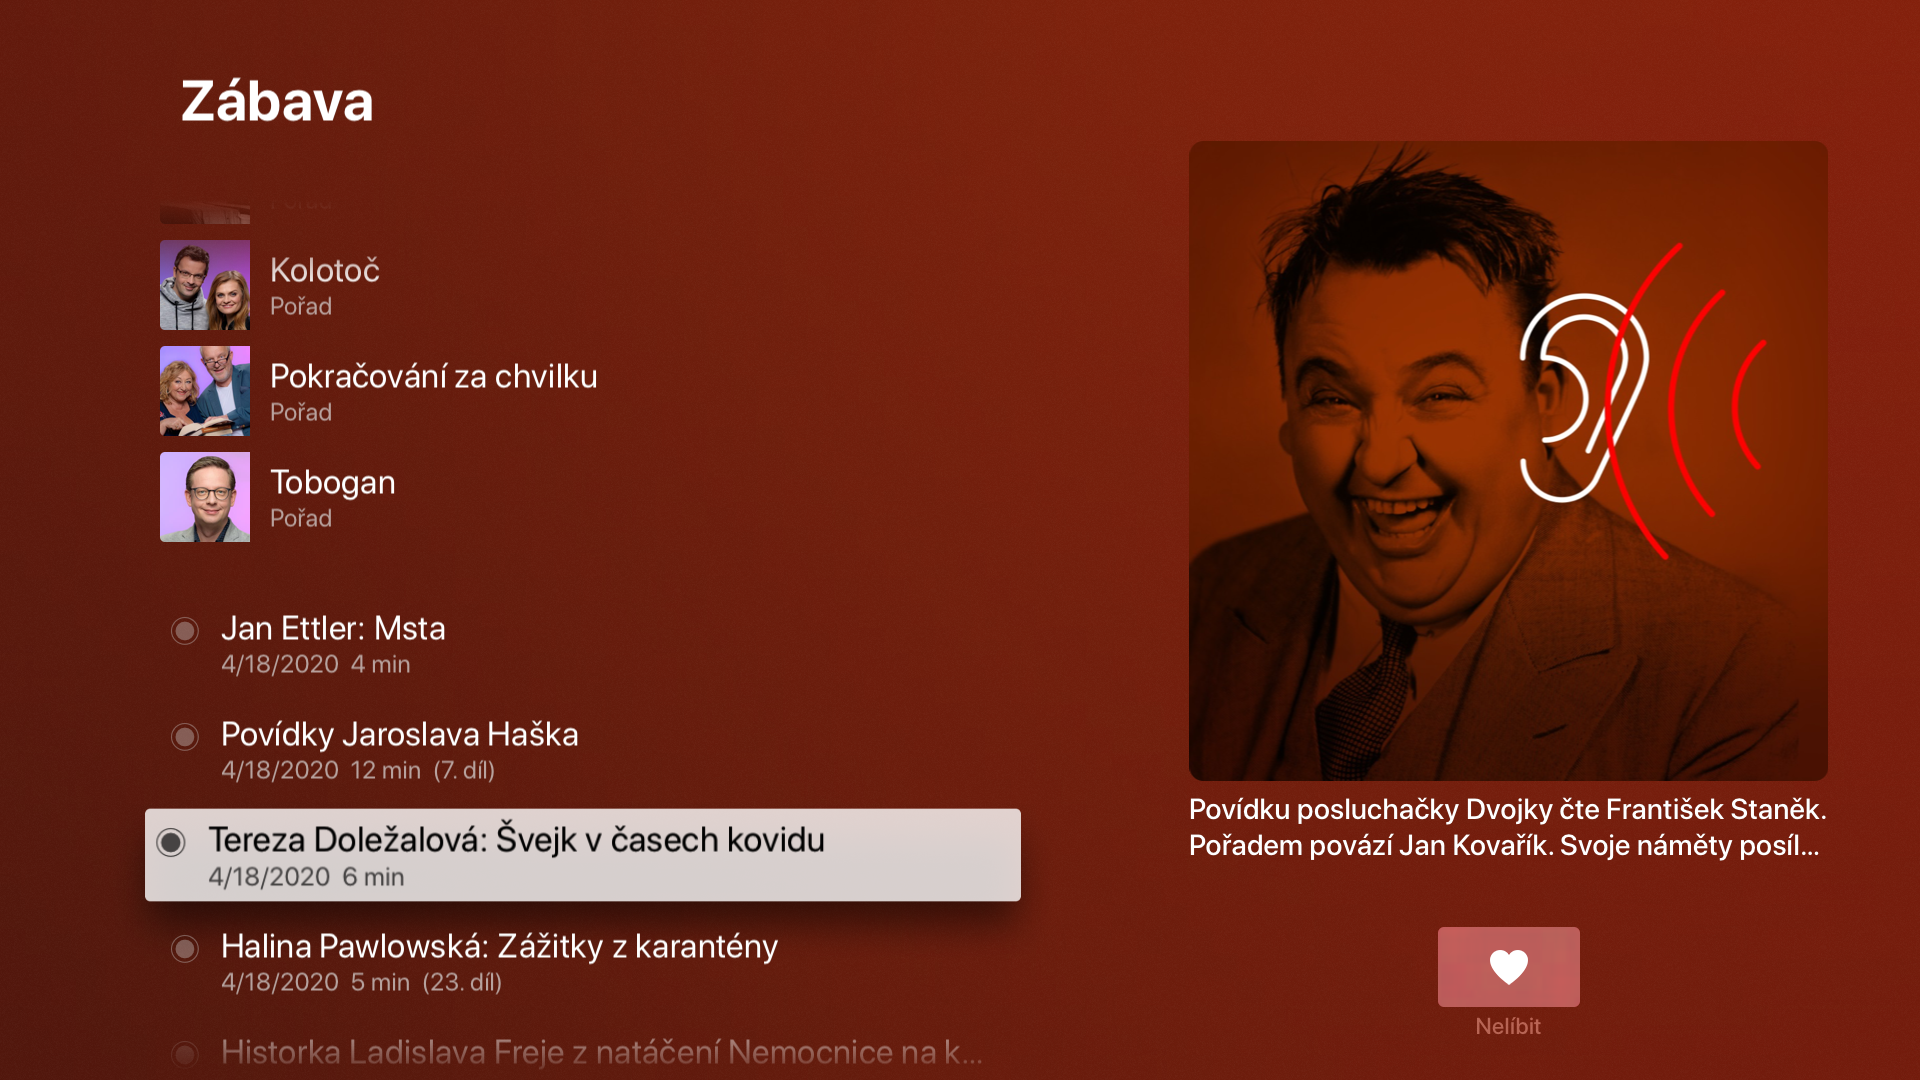 Zábava
Pořad
Kolotoč
Pořad
Pokračování za chvilku
Pořad
Tobogan
Pořad
Jan Ettler: Msta
4/18/2020 4 min
Povídky Jaroslava Haška
4/18/2020 12 min (7. díl)
Tereza Doležalová: Švejk v časech kovidu
4/18/2020 6 min
Halina Pawlowská: Zážitky z karantény
4/18/2020 5 min (23. díl)
Historka Ladislava Freje z natáčení Nemocnice na k...
Povídku posluchačky Dvojky čte František Staněk.
Pořadem povází Jan Kovařík. Svoje náměty posíl...
Nelíbit